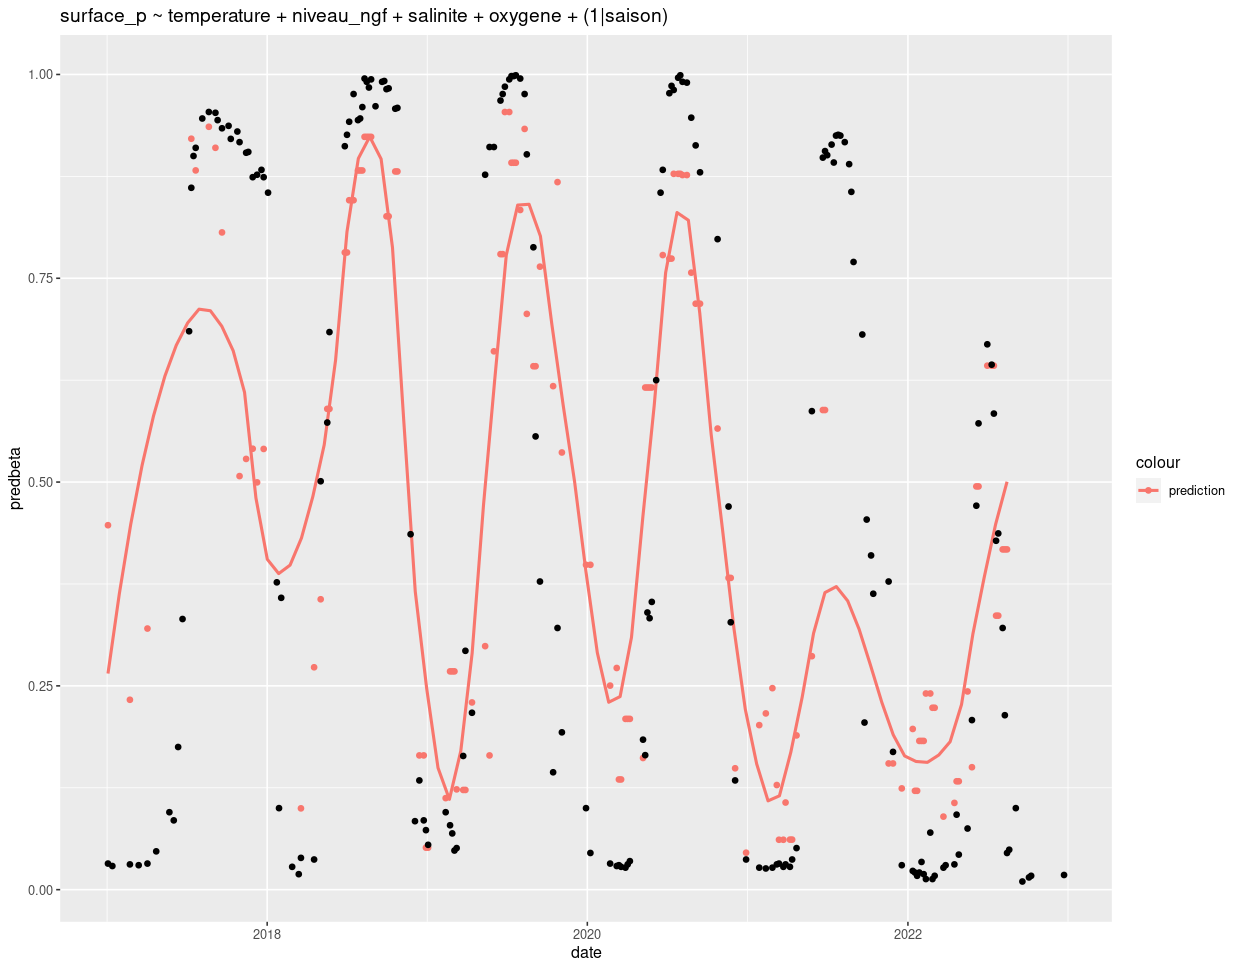 surface_p ~ temperature + niveau_ngf + salinite + oxygene + (1|saison)
1.00
0.75
0.50
0.25
0.00
predbeta
2018
2020
2022
date
colour
prediction